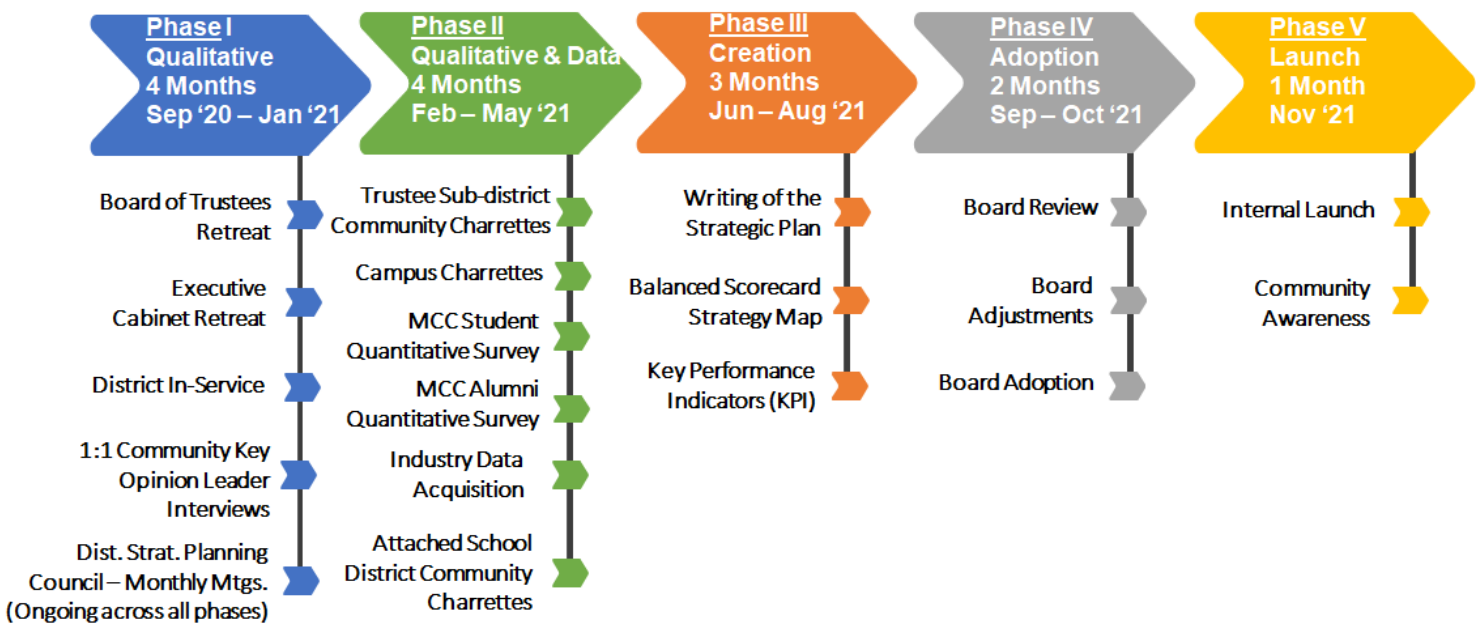 Phase I
Qualitative
4 Months
Sep ‘20 – Jan ‘21
Board of Trustees
Retreat
Executive
Cabinet Retreat
District In-Service
1:1 Community Key
Opinion Leader
Interviews
Dist. Strat. Planning
Council – Monthly Mtgs.
(Ongoing across all phases)
Phase II
Qualitative & Data
4 Months
Feb – May ‘21
Trustee Sub-district
Community Charrettes
Campus Charrettes
MCC Student
Quantitative Survey
MCC Alumni
Quantitative Survey
Industry Data
Acquisition
Attached School
District Community
Charrettes
Phase III
Creation
3 Months
Jun – Aug ‘21
Writing of the
Strategic Plan
Balanced Scorecard
Strategy Map
Key Performance
Indicators (KPI)
Phase IV
Adoption
2 Months
Sep – Oct ‘21
Board Review
Board
Adjustments
Board Adoption
Phase V
Launch
1 Month
Nov ‘21
Internal Launch
Community
Awareness